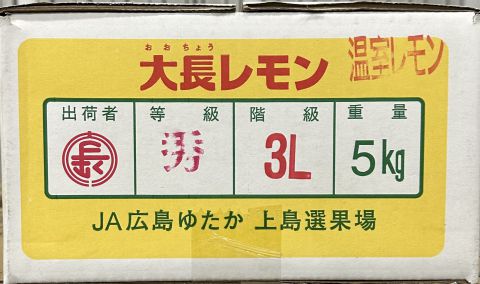 おおちょう
大長レモン
温室レモン
出荷者 等級 階級 重量
長 秀 3L 5kg
JA広島ゆたか 上島選果場